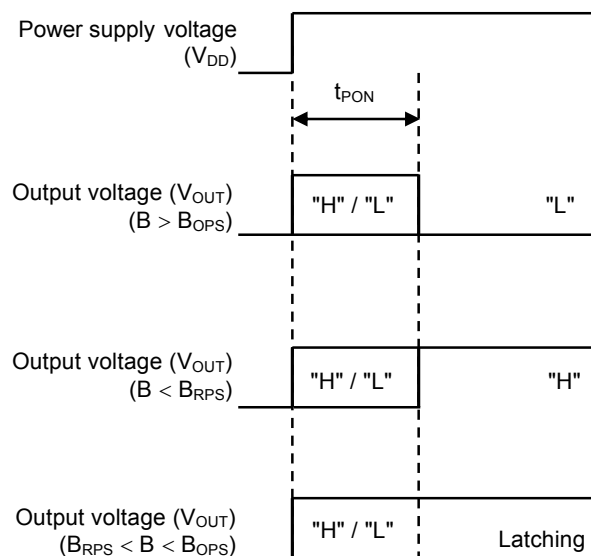 Power supply voltage
(VDD)
tPON
Output voltage (VOUT)
(B > BOPS)
"H" / "L"
"L"
Output voltage (VOUT)
(B < BRPS)
"H" / "L"
"H"
Output voltage (VOUT)
(BRPS < B < BOPS)
"H" / "L"
Latching